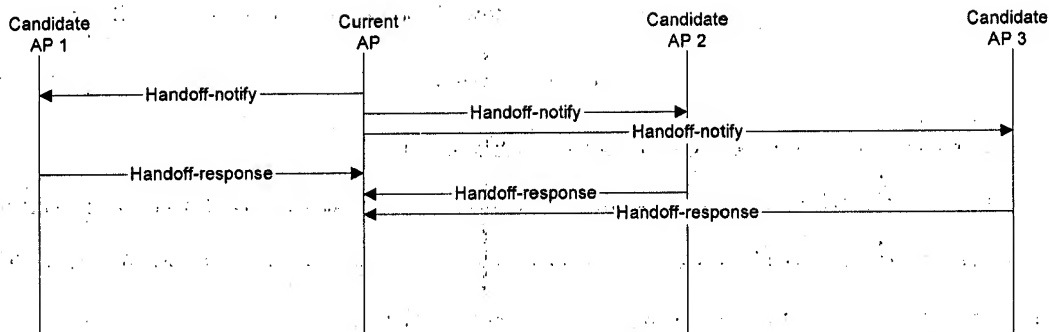 Candidate
AP 1
Current
AP
Candidate
AP 2
Candidate
AP 3
Handoff-notify
Handoff-notify
Handoff-notify
Handoff-response
Handoff-response
Handoff-response